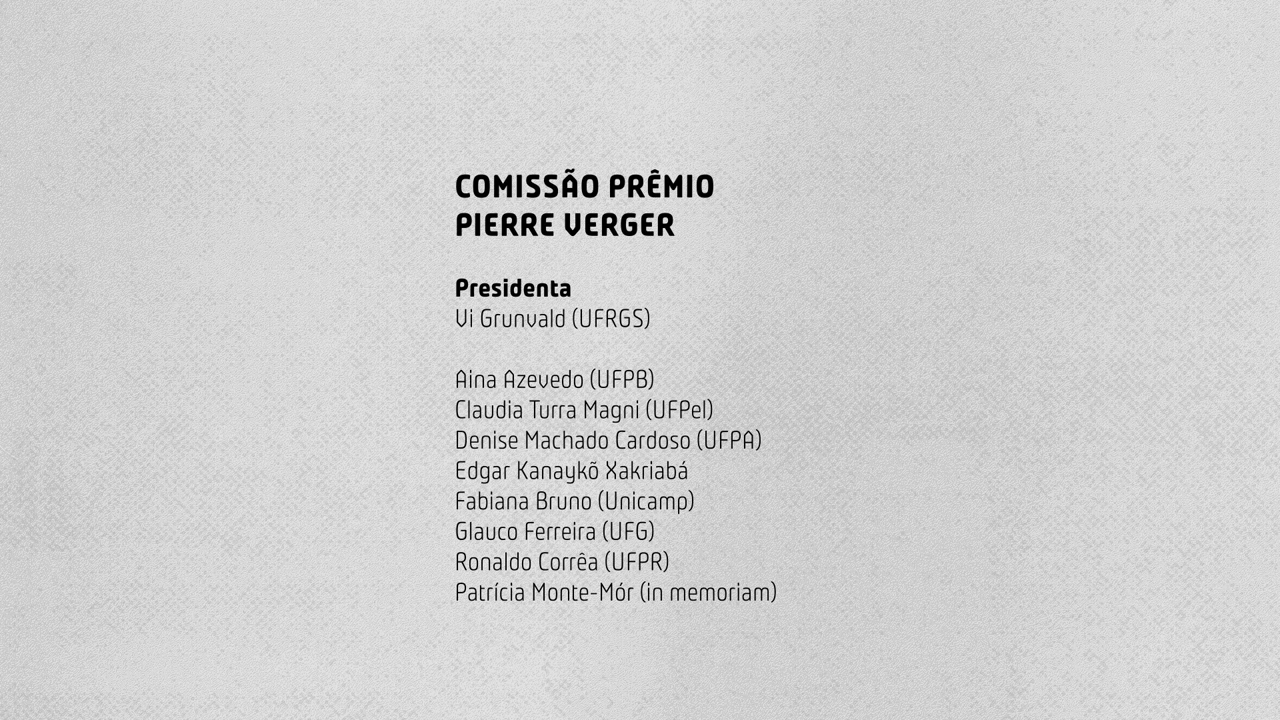 COMISSÃO PRÊMIO
PIERRE VERGER
Presidenta
Vi Grunvald (UFRGS)
Aina Azevedo (UFPB)
Claudia Turra Magni (UFPel)
Denise Machado Cardoso (UFPA)
Edgar Kanaykõ Xakriabá
Fabiana Bruno (Unicamp)
Glauco Ferreira (UFG)
Ronaldo Corrêa (UFPR)
Patrícia Monte-Mór (in memoriam)